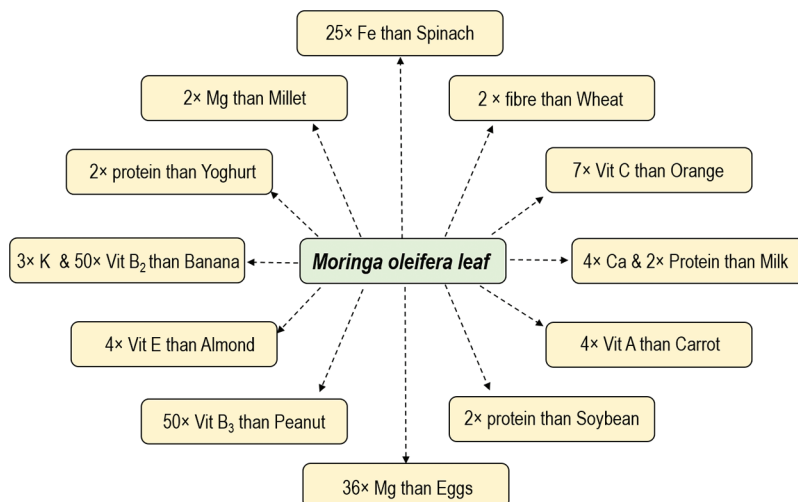 25× Fe than Spinach
2× Mg than Millet
2 × fibre than Wheat
2× protein than Yoghurt
7× Vit C than Orange
3× K & 50× Vit B₂ than Banana
Moringa oleifera leaf
4× Ca & 2× Protein than Milk
4× Vit E than Almond
4× Vit A than Carrot
50× Vit B₃ than Peanut
2× protein than Soybean
36× Mg than Eggs